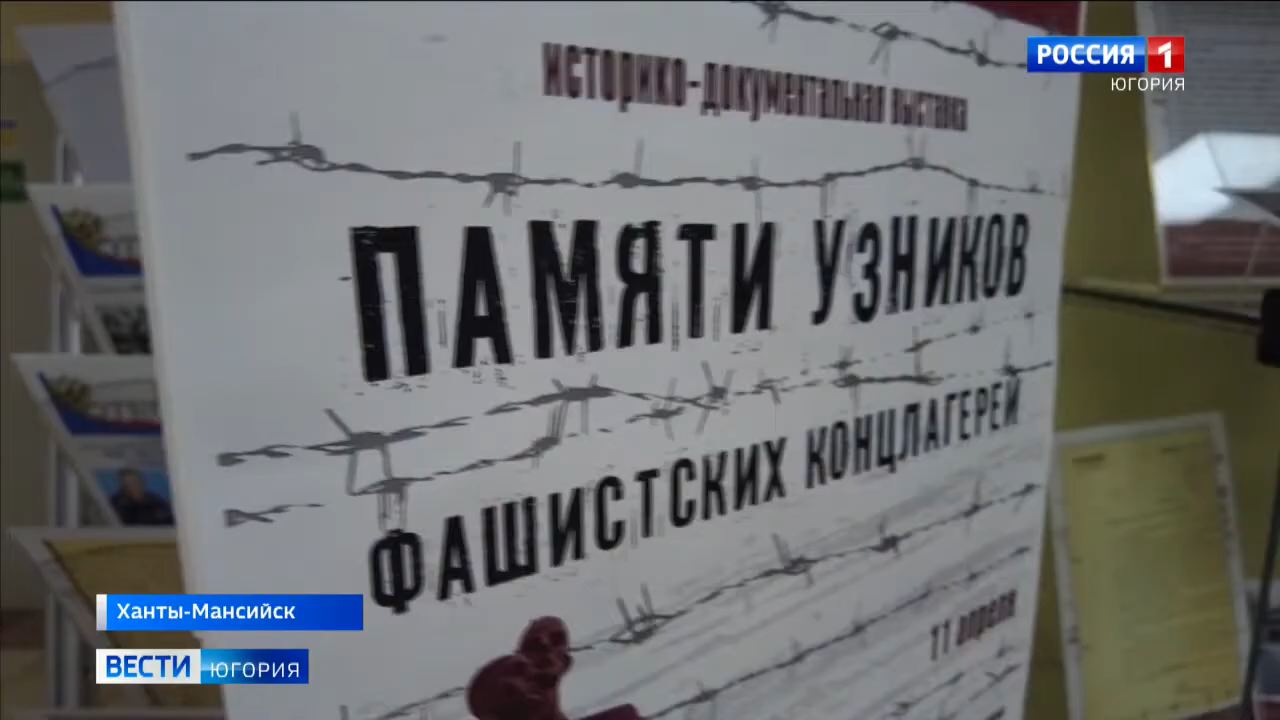 РОССИЯ 1
ЮГОРИЯ
историко-документальная выставка
ПАМЯТИ УЗНИКОВ
ФАШИСТСКИХ КОНЦЛАГЕРЕЙ
11 апреля
Ханты-Мансийск
ВЕСТИ ЮГОРИЯ